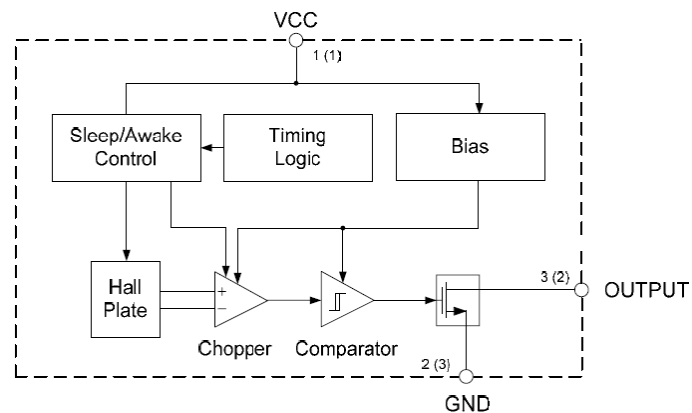 VCC
1 (1)
Sleep/Awake
Control
Timing
Logic
Bias
Hall
Plate
+
−
Chopper
Comparator
3 (2)
OUTPUT
2 (3)
GND